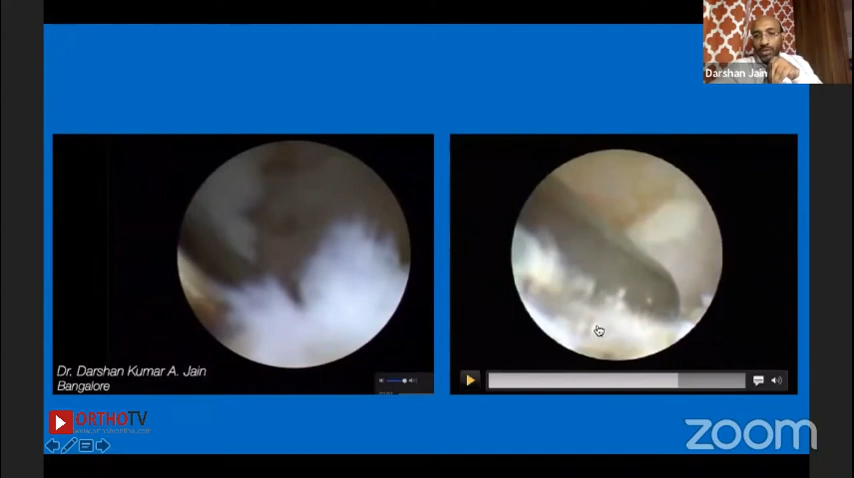 Darshan Jain
Dr. Darshan Kumar A. Jain
Bangalore
ORTHOTV
zoom